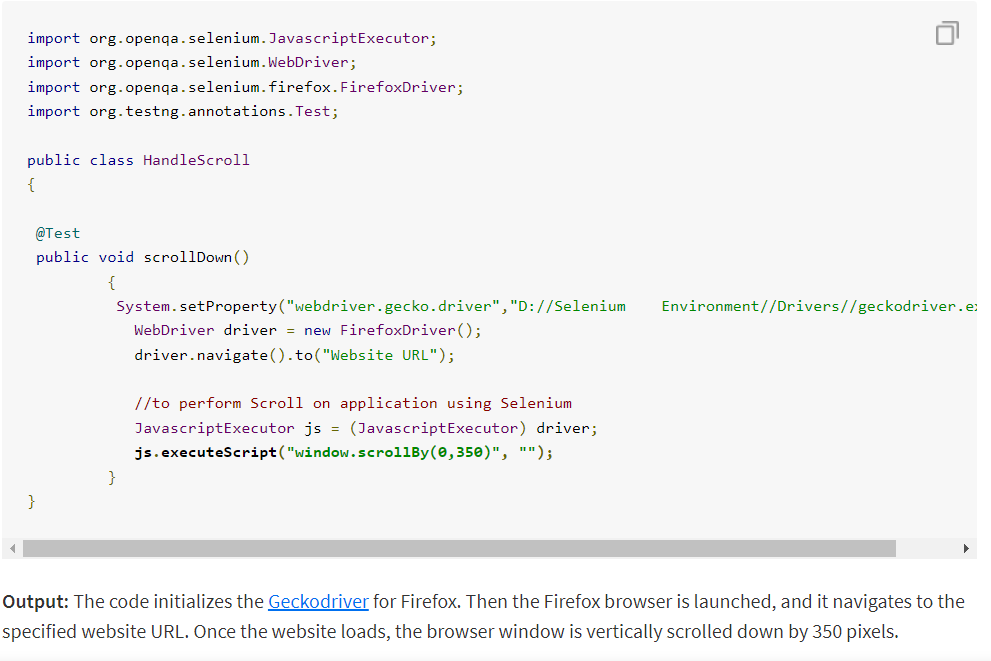 import org.openqa.selenium.JavascriptExecutor;
import org.openqa.selenium.WebDriver;
import org.openqa.selenium.firefox.FirefoxDriver;
import org.testng.annotations.Test;
public class HandleScroll
{
@Test
public void scrollDown()
{
System.setProperty("webdriver.gecko.driver","D://Selenium    Environment//Drivers//geckodriver.ex
WebDriver driver = new FirefoxDriver();
driver.navigate().to("Website URL");
//to perform Scroll on application using Selenium
JavascriptExecutor js = (JavascriptExecutor) driver;
js.executeScript("window.scrollBy(0,350)", "");
}
}
Output: The code initializes the Geckodriver for Firefox. Then the Firefox browser is launched, and it navigates to the
specified website URL. Once the website loads, the browser window is vertically scrolled down by 350 pixels.